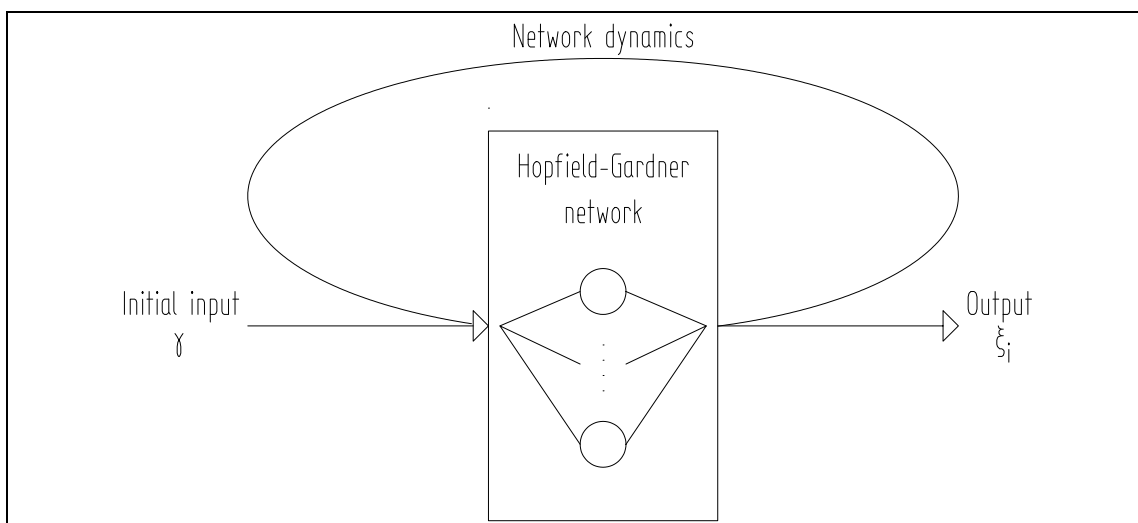 Network dynamics
Hopfield-Gardner
network
Initial input
γ
Output
ξi